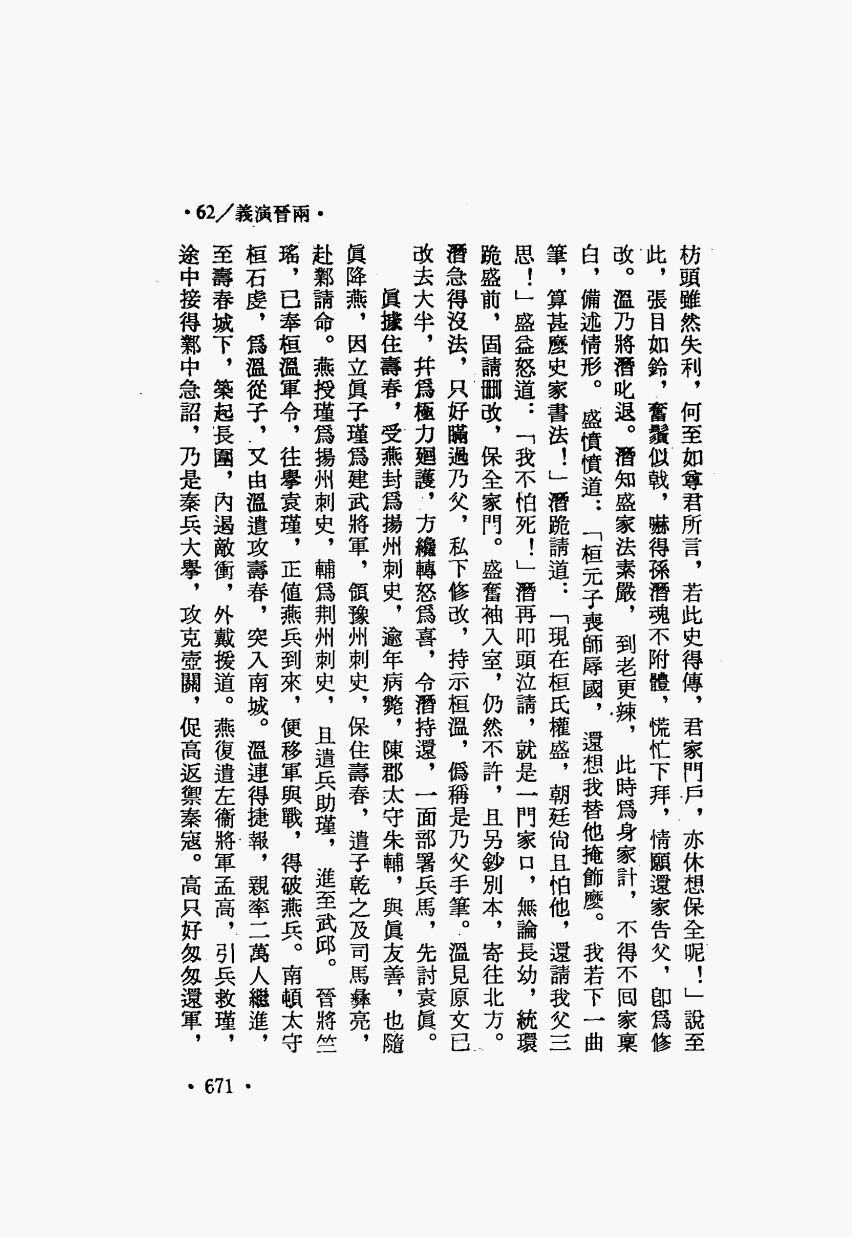 ·62／義演晉兩·
枋頭雖然失利，何至如尊君所言，若此史得傳，君家門戶，亦休想保全呢！」說至
此，張目如鈴，奮鬚似戟，嚇得孫潛魂不附體，慌忙下拜，情願還家告父，卽爲修
改。溫乃將潛叱退。潛知盛家法素嚴，到老更辣，此時爲身家計，不得不囘家稟
白，備述情形。盛憤憤道：「桓元子喪師辱國，還想我替他掩飾麼。我若下一曲
筆，算甚麼史家書法！」潛跪請道：「現在桓氏權盛，朝廷尙且怕他，還請我父三
思！」盛益怒道：「我不怕死！」潛再叩頭泣請，就是一門家口，無論長幼，統環
跪盛前，固請刪改，保全家門。盛奮袖入室，仍然不許，且另鈔別本，寄往北方。
潛急得沒法，只好瞞過乃父，私下修改，持示桓溫，僞稱是乃父手筆。溫見原文已
改去大半，幷爲極力廻護，方纔轉怒爲喜，令潛持還，一面部署兵馬，先討袁眞。
眞據住壽春，受燕封爲揚州刺史，逾年病斃，陳郡太守朱輔，與眞友善，也隨
眞降燕，因立眞子瑾爲建武將軍，領豫州刺史，保住壽春，遣子乾之及司馬彝亮，
赴鄴請命。燕授瑾爲揚州刺史，輔爲荆州刺史，且遣兵助瑾，進至武邱。晉將竺
瑤，已奉桓溫軍令，往擊袁瑾，正値燕兵到來，便移軍與戰，得破燕兵。南頓太守
桓石虔，爲溫從子，又由溫遣攻壽春，突入南城。溫連得捷報，親率二萬人繼進，
至壽春城下，築起長圍，內遏敵衝，外戴援道。燕復遣左衞將軍孟高，引兵救瑾，
途中接得鄴中急詔，乃是秦兵大擧，攻克壺關，促高返禦秦寇。高只好匆匆還軍，
·671·